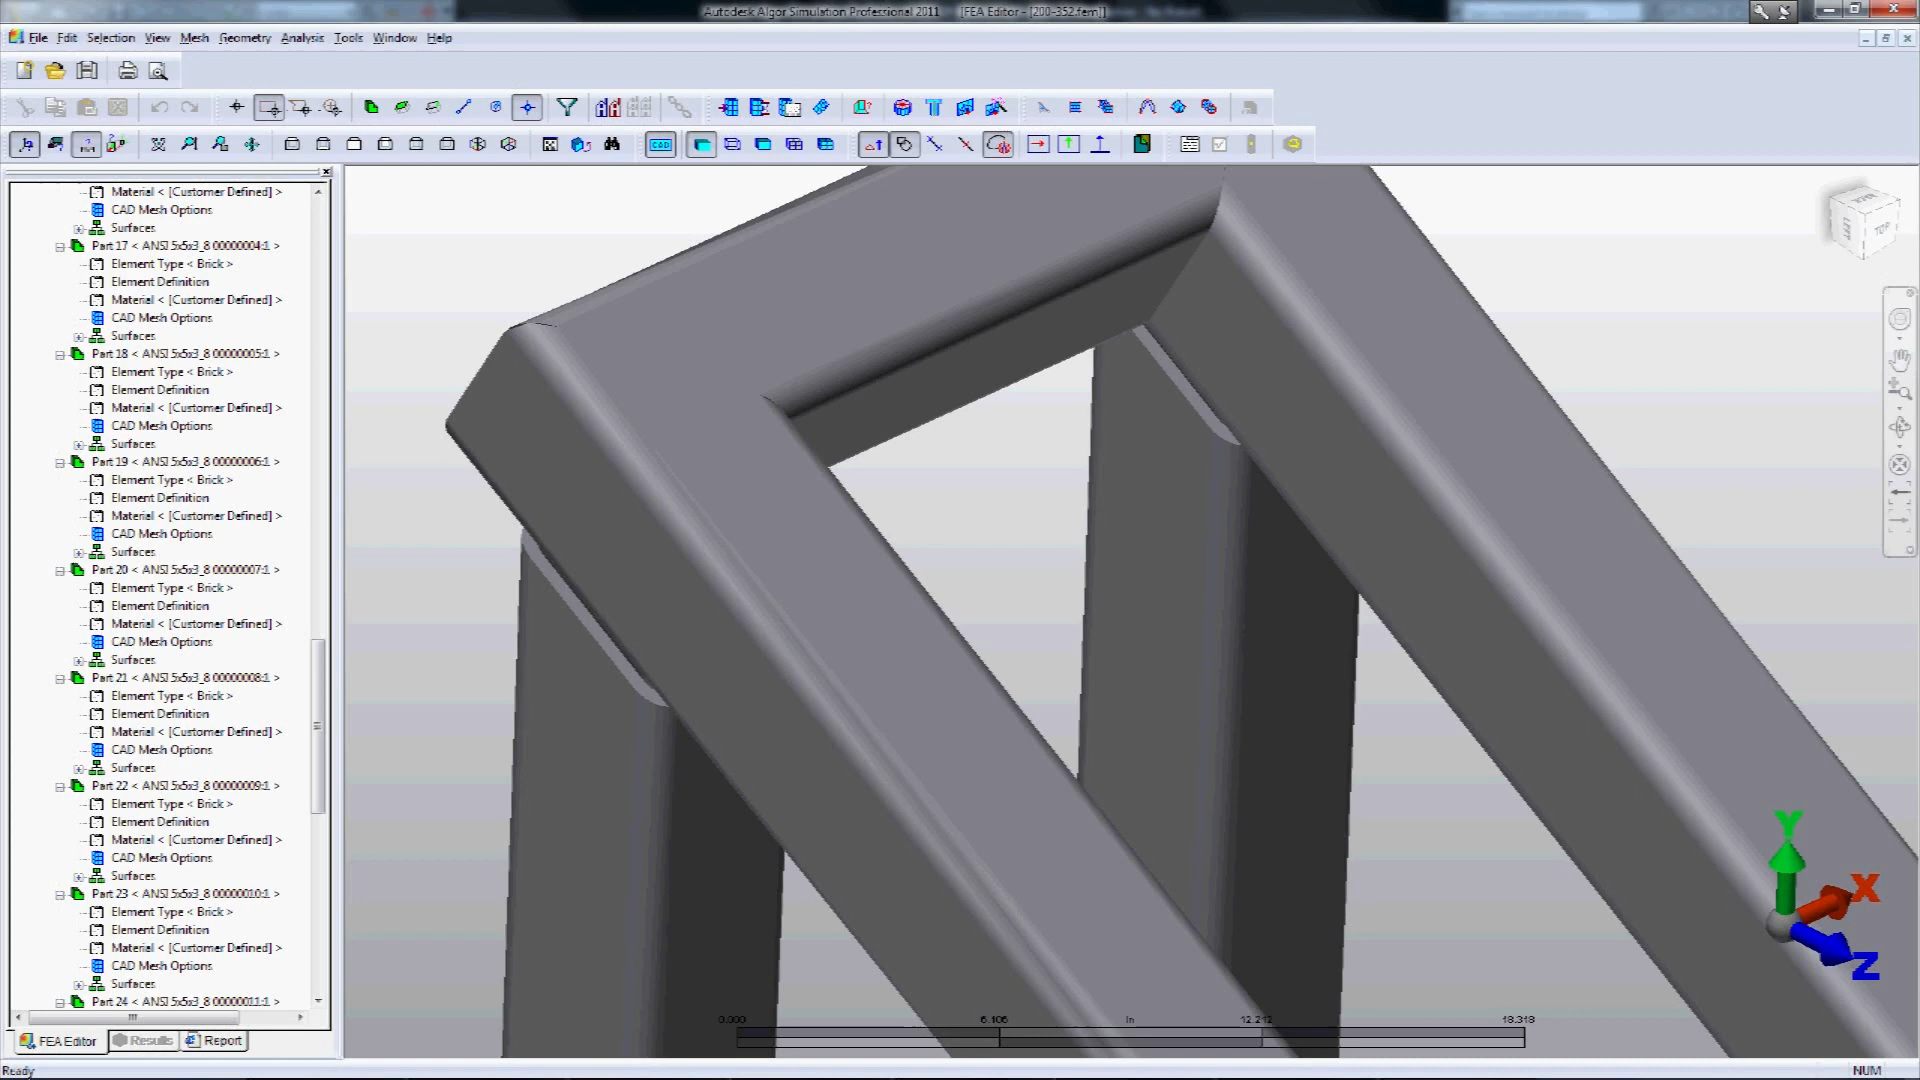 Autodesk Algor Simulation Professional 2011 - [FEA Editor - [200-352.fem]]
File Edit Selection View Mesh Geometry Analysis Tools Window Help
CAD
Material < [Customer Defined] >
CAD Mesh Options
Surfaces
Part 17 < ANSI 5x5x3_8 00000004:1 >
Element Type < Brick >
Element Definition
Material < [Customer Defined] >
CAD Mesh Options
Surfaces
Part 18 < ANSI 5x5x3_8 00000005:1 >
Element Type < Brick >
Element Definition
Material < [Customer Defined] >
CAD Mesh Options
Surfaces
Part 19 < ANSI 5x5x3_8 00000006:1 >
Element Type < Brick >
Element Definition
Material < [Customer Defined] >
CAD Mesh Options
Surfaces
Part 20 < ANSI 5x5x3_8 00000007:1 >
Element Type < Brick >
Element Definition
Material < [Customer Defined] >
CAD Mesh Options
Surfaces
Part 21 < ANSI 5x5x3_8 00000008:1 >
Element Type < Brick >
Element Definition
Material < [Customer Defined] >
CAD Mesh Options
Surfaces
Part 22 < ANSI 5x5x3_8 00000009:1 >
Element Type < Brick >
Element Definition
Material < [Customer Defined] >
CAD Mesh Options
Surfaces
Part 23 < ANSI 5x5x3_8 00000010:1 >
Element Type < Brick >
Element Definition
Material < [Customer Defined] >
CAD Mesh Options
Surfaces
Part 24 < ANSI 5x5x3_8 00000011:1 >
FEA Editor Results Report
TOP
Y
X
Z
0.000 6.106 in 12.212 18.318
Ready NUM